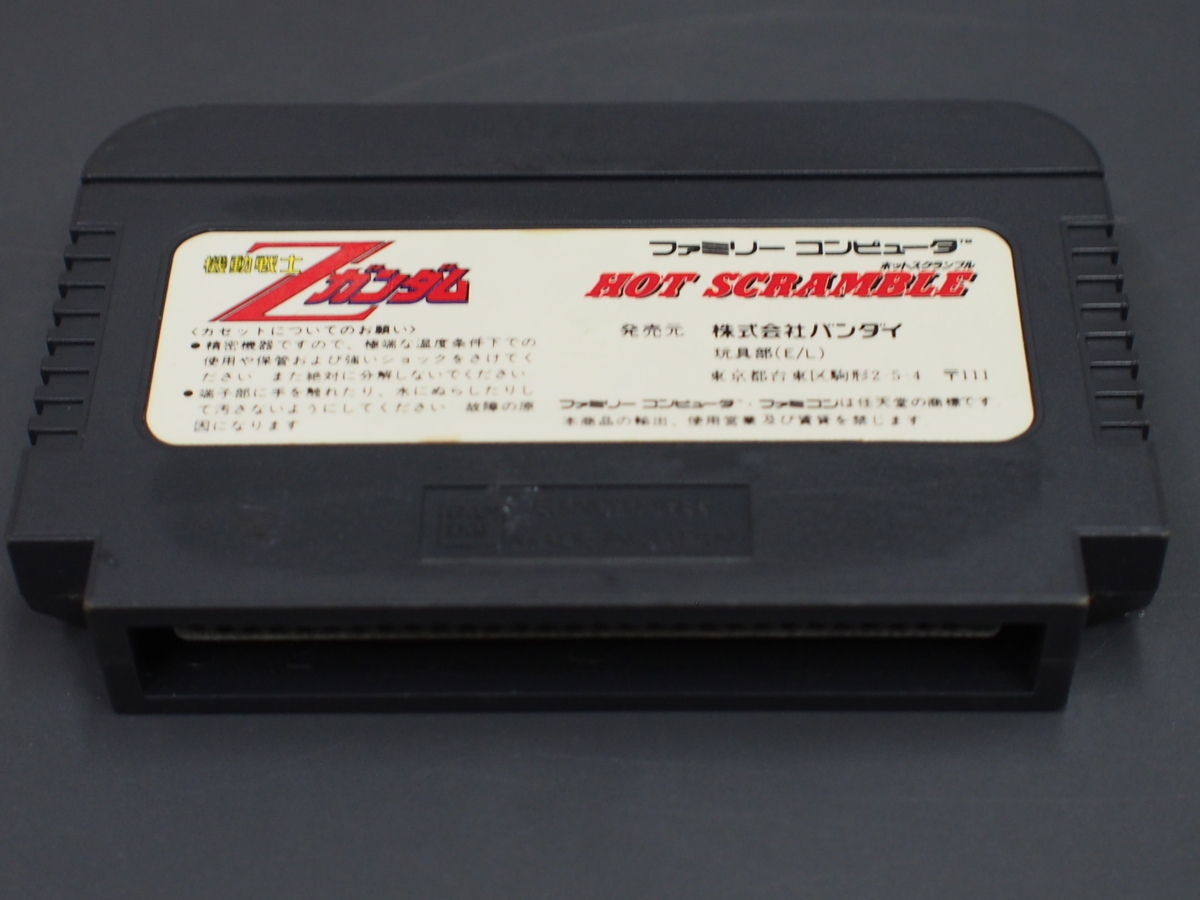 機動戦士
Zガンダム
〈カセットについてのお願い〉
●精密機器ですので、極端な温度条件下での
使用や保管および強いショックをさけてく
ださい また絶対に分解しないでください
●端子部に手を触れたり、水にぬらしたりし
て汚さないようにしてください 故障の原
因になります
ファミリー コンピュータ™
ホットスクランブル
HOT SCRAMBLE
発売元 株式会社バンダイ
玩具部(E/L)
東京都台東区駒形2-5-4 〒111
ファミリー コンピュータ・ファミコンは任天堂の商標です
本商品の輸出、使用営業及び賃貸を禁じます